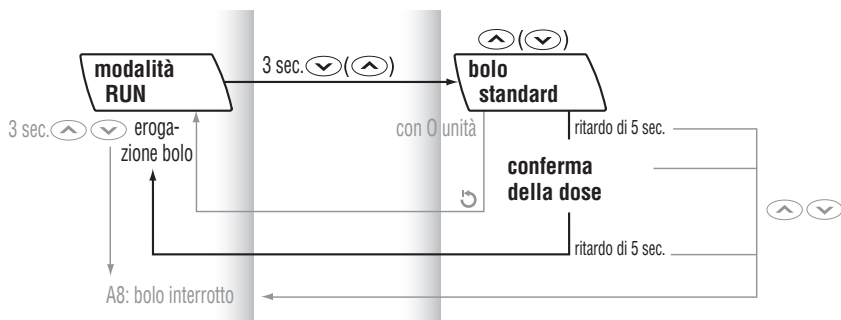 modalità
RUN
3 sec. ( )
( )
bolo
standard
3 sec.
eroga-
zione bolo
con 0 unità
ritardo di 5 sec.
conferma
della dose
ritardo di 5 sec.
A8: bolo interrotto